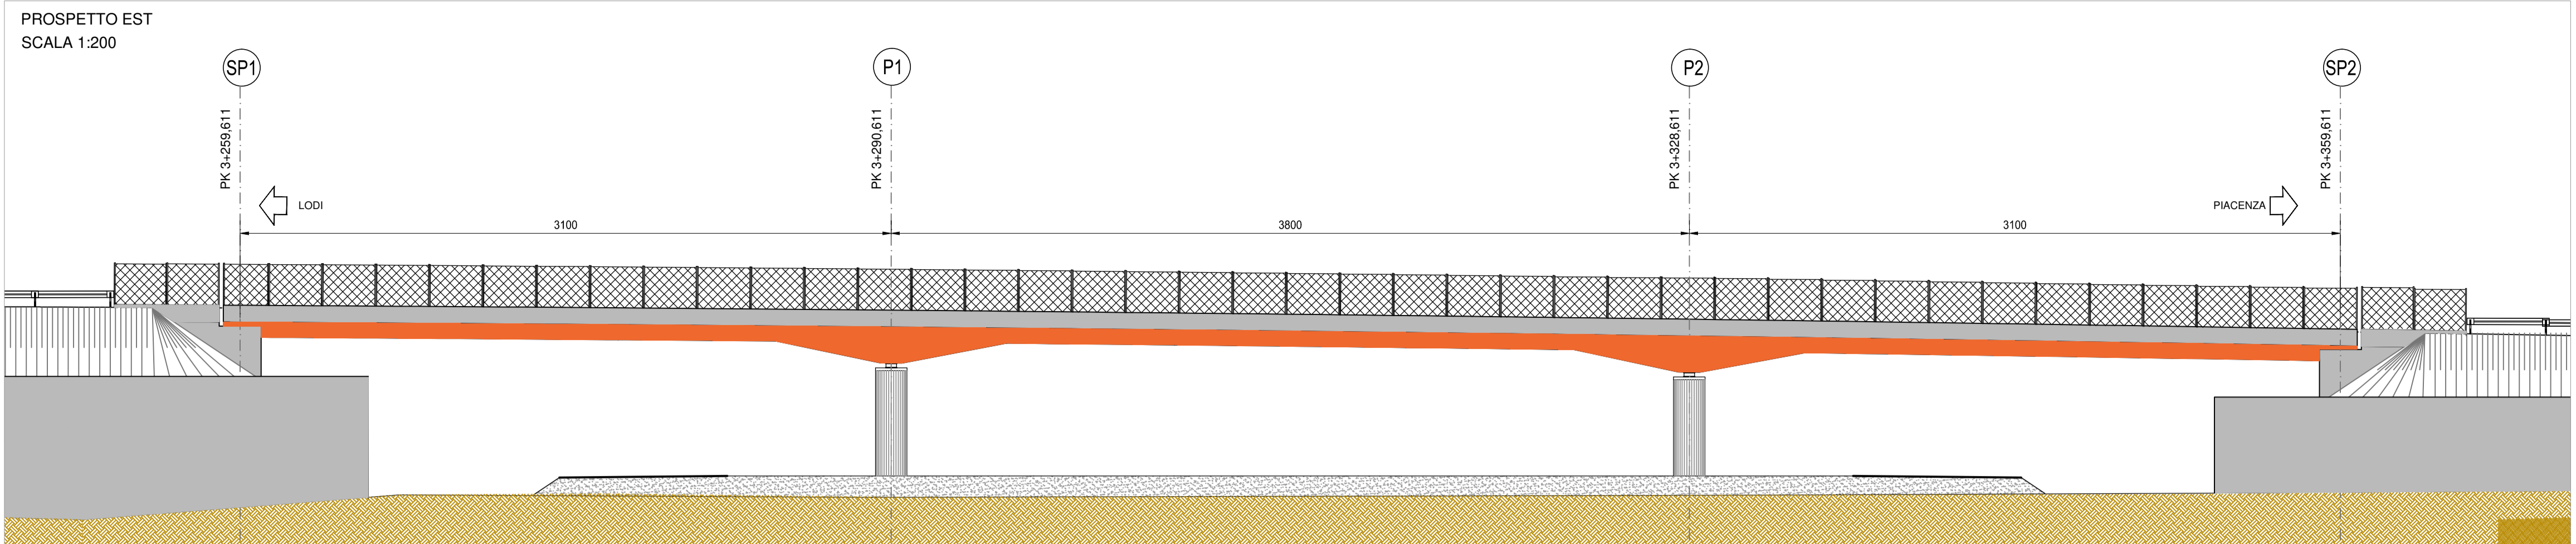 PROSPETTO EST
SCALA 1:200
SP1
P1
P2
SP2
PK 3+259,611
PK 3+290,611
PK 3+328,611
PK 3+359,611
LODI
PIACENZA
3100
3800
3100